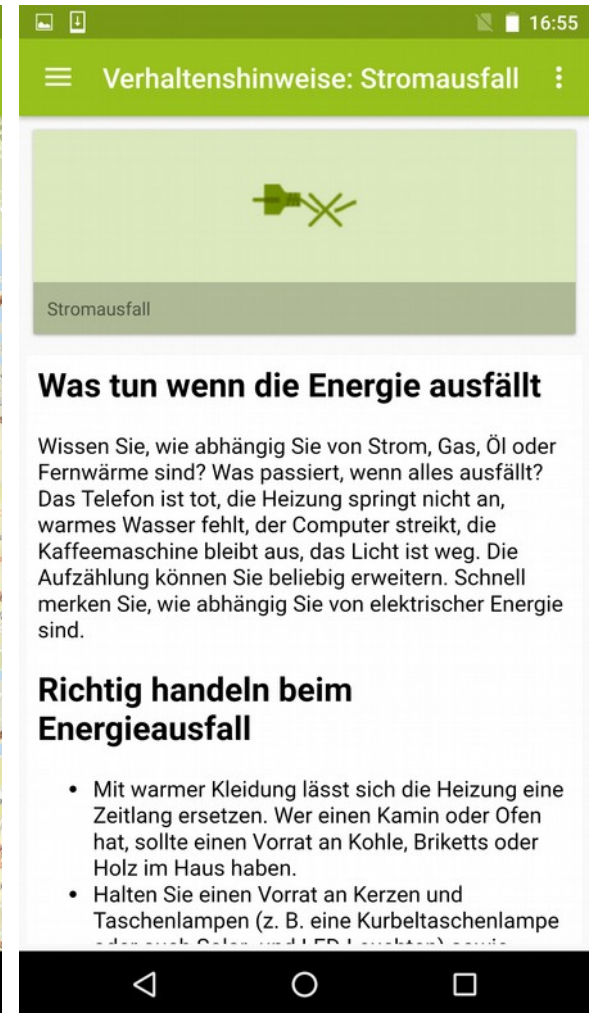 16:55
Verhaltenshinweise: Stromausfall
Stromausfall
Was tun wenn die Energie ausfällt
Wissen Sie, wie abhängig Sie von Strom, Gas, Öl oder
Fernwärme sind? Was passiert, wenn alles ausfällt?
Das Telefon ist tot, die Heizung springt nicht an,
warmes Wasser fehlt, der Computer streikt, die
Kaffeemaschine bleibt aus, das Licht ist weg. Die
Aufzählung können Sie beliebig erweitern. Schnell
merken Sie, wie abhängig Sie von elektrischer Energie
sind.
Richtig handeln beim
Energieausfall
• Mit warmer Kleidung lässt sich die Heizung eine
Zeitlang ersetzen. Wer einen Kamin oder Ofen
hat, sollte einen Vorrat an Kohle, Briketts oder
Holz im Haus haben.
• Halten Sie einen Vorrat an Kerzen und
Taschenlampen (z. B. eine Kurbeltaschenlampe